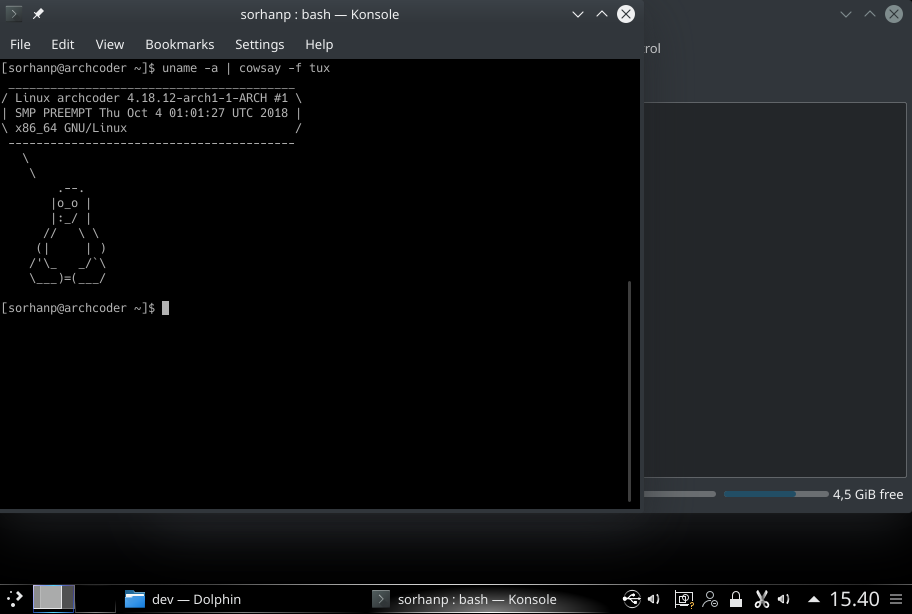 sorhanp : bash — Konsole
File Edit View Bookmarks Settings Help
rol
[sorhanp@archcoder ~]$ uname -a | cowsay -f tux
 _________________________________________
/ Linux archcoder 4.18.12-arch1-1-ARCH #1 \
| SMP PREEMPT Thu Oct 4 01:01:27 UTC 2018 |
\ x86_64 GNU/Linux                        /
 -----------------------------------------
   \
    \
        .--.
       |o_o |
       |:_/ |
      //   \ \
     (|     | )
    /'\_   _/`\
    \___)=(___/
[sorhanp@archcoder ~]$
4,5 GiB free
dev — Dolphin
sorhanp : bash — Konsole
15.40